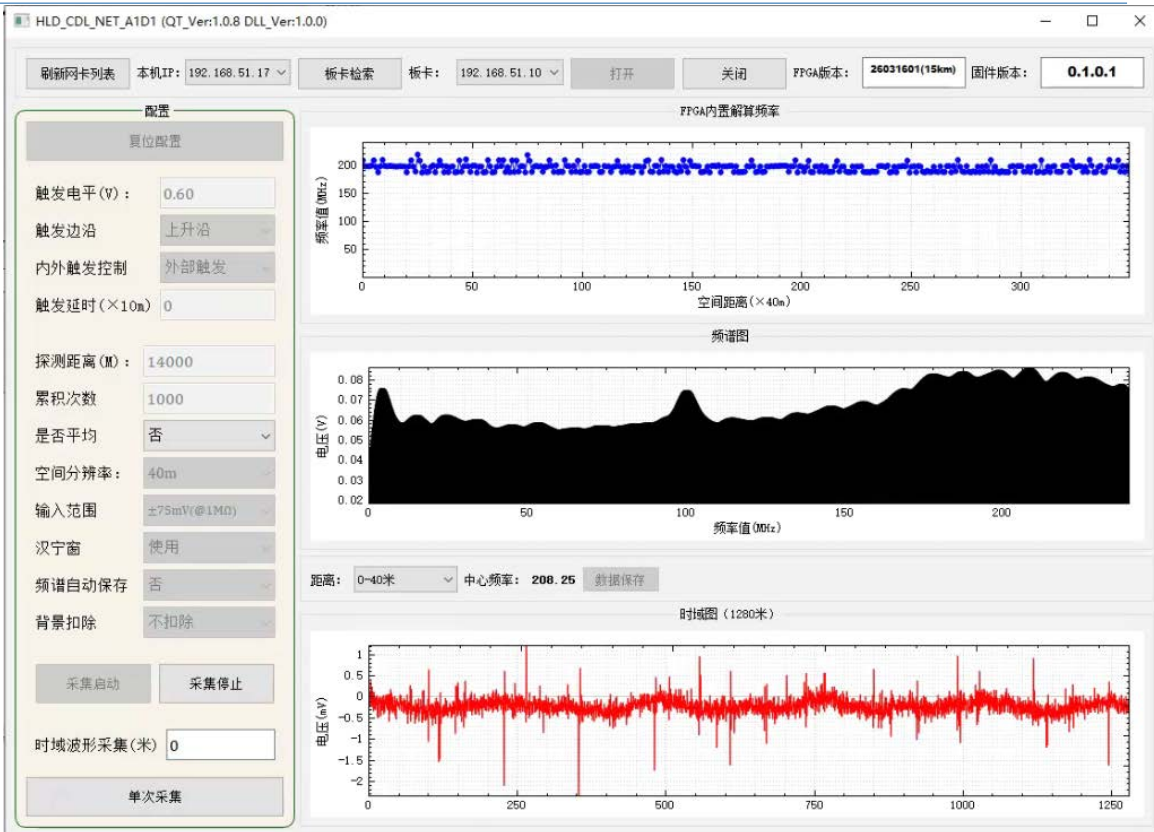 HLD_CDL_NET_A1D1 (QT_Ver:1.0.8 DLL_Ver:1.0.0)
刷新网卡列表 本机IP: 192.168.51.17 板卡检索 板卡: 192.168.51.10 打开 关闭 FPGA版本: 26031601(15km) 固件版本: 0.1.0.1
配置
复位配置
触发电平(V): 0.60
触发边沿 上升沿
内外触发控制 外部触发
触发延时(×10m) 0
探测距离(M): 14000
累积次数 1000
是否平均 否
空间分辨率: 40m
输入范围 ±75mV(@1MΩ)
汉宁窗 使用
频谱自动保存 否
背景扣除 不扣除
采集启动 采集停止
时域波形采集(米) 0
单次采集
FPGA内置解算频率
频率值(MHz)
200
150
100
50
0 50 100 150 200 250 300
空间距离(×40m)
频谱图
电压(V)
0.08
0.07
0.06
0.05
0.04
0.03
0.02
0 50 100 150 200
频率值(MHz)
距离: 0-40米 中心频率: 208.25 数据保存
时域图 (1280米)
电压(mV)
1
0.5
0
-0.5
-1
-1.5
-2
0 250 500 750 1000 1250